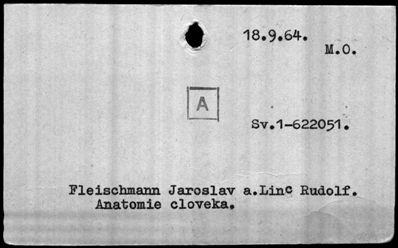 18.9.64.
M.O.
A
Sv.1-622051.
Fleischmann Jaroslav a.Linc Rudolf.
Anatomie cloveka.